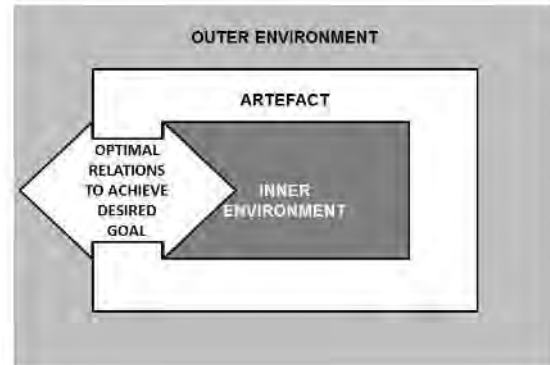 OUTER ENVIRONMENT
ARTEFACT
OPTIMAL
RELATIONS
TO ACHIEVE
DESIRED
GOAL
INNER
ENVIRONMENT